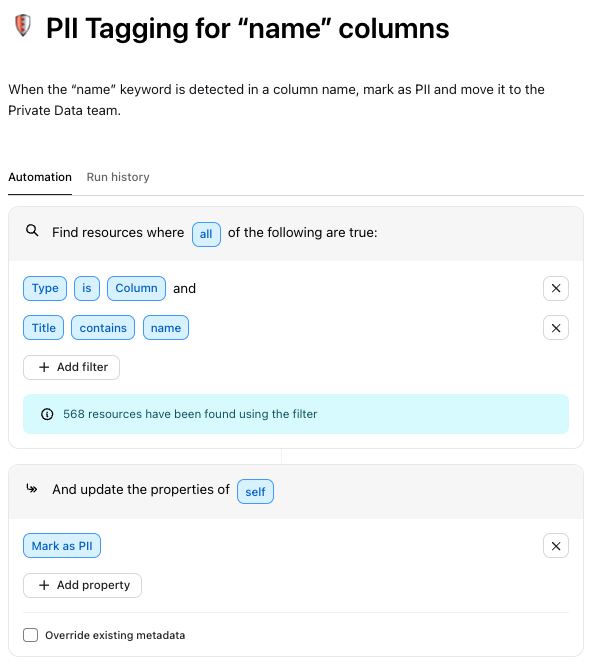 PII Tagging for “name” columns
When the “name” keyword is detected in a column name, mark as PII and move it to the
Private Data team.
Automation Run history
Find resources where all of the following are true:
Type is Column and
Title contains name
+ Add filter
568 resources have been found using the filter
And update the properties of self
Mark as PII
+ Add property
Override existing metadata